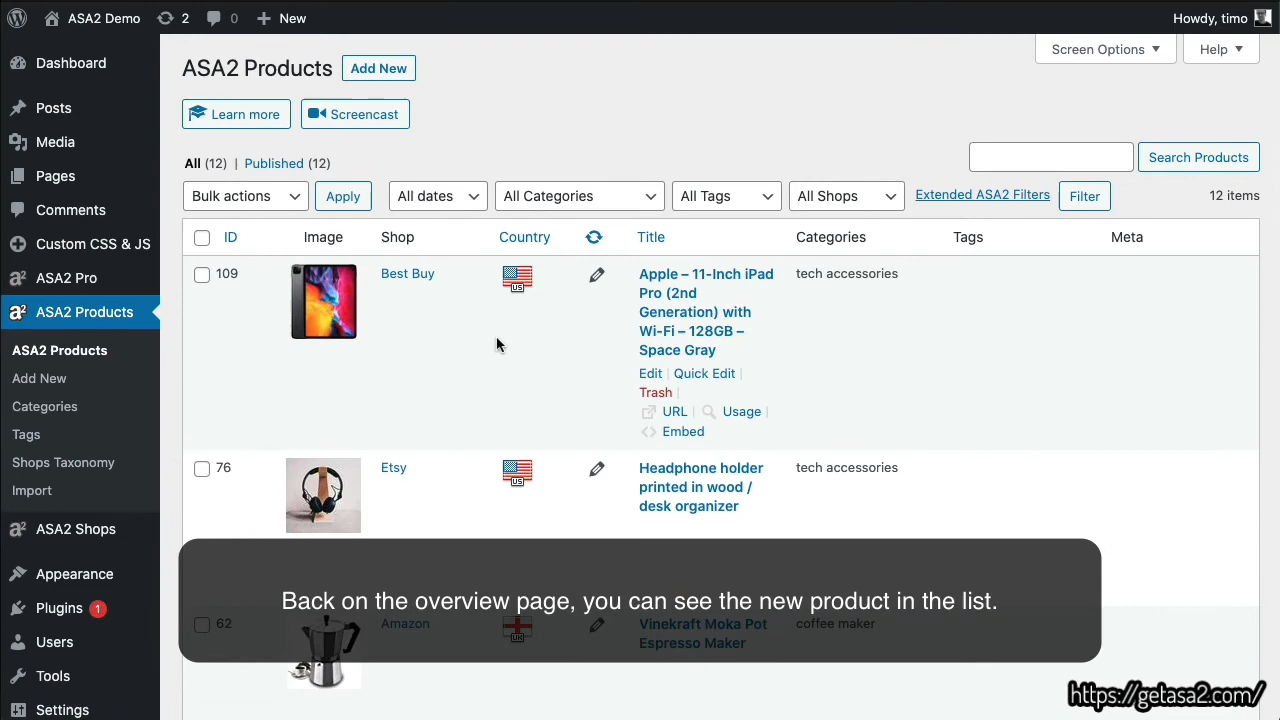 ASA2 Demo 2 0 New Howdy, timo
Dashboard
Posts
Media
Pages
Comments
Custom CSS & JS
a² ASA2 Pro
a² ASA2 Products
ASA2 Products
Add New
Categories
Tags
Shops Taxonomy
Import
a² ASA2 Shops
Appearance
Plugins 1
Users
Tools
Settings
Screen Options Help
ASA2 Products Add New
Learn more Screencast
All (12) | Published (12)
Search Products
Bulk actions Apply All dates All Categories All Tags All Shops Extended ASA2 Filters Filter 12 items
ID Image Shop Country Title Categories Tags Meta
109 Best Buy US Apple – 11-Inch iPad tech accessories
Pro (2nd
Generation) with
Wi-Fi – 128GB –
Space Gray
Edit | Quick Edit |
Trash |
URL | Usage |
Embed
76 Etsy US Headphone holder tech accessories
printed in wood /
desk organizer
62 Amazon UK Vinekraft Moka Pot coffee maker
Espresso Maker
Back on the overview page, you can see the new product in the list.
https://getasa2.com/